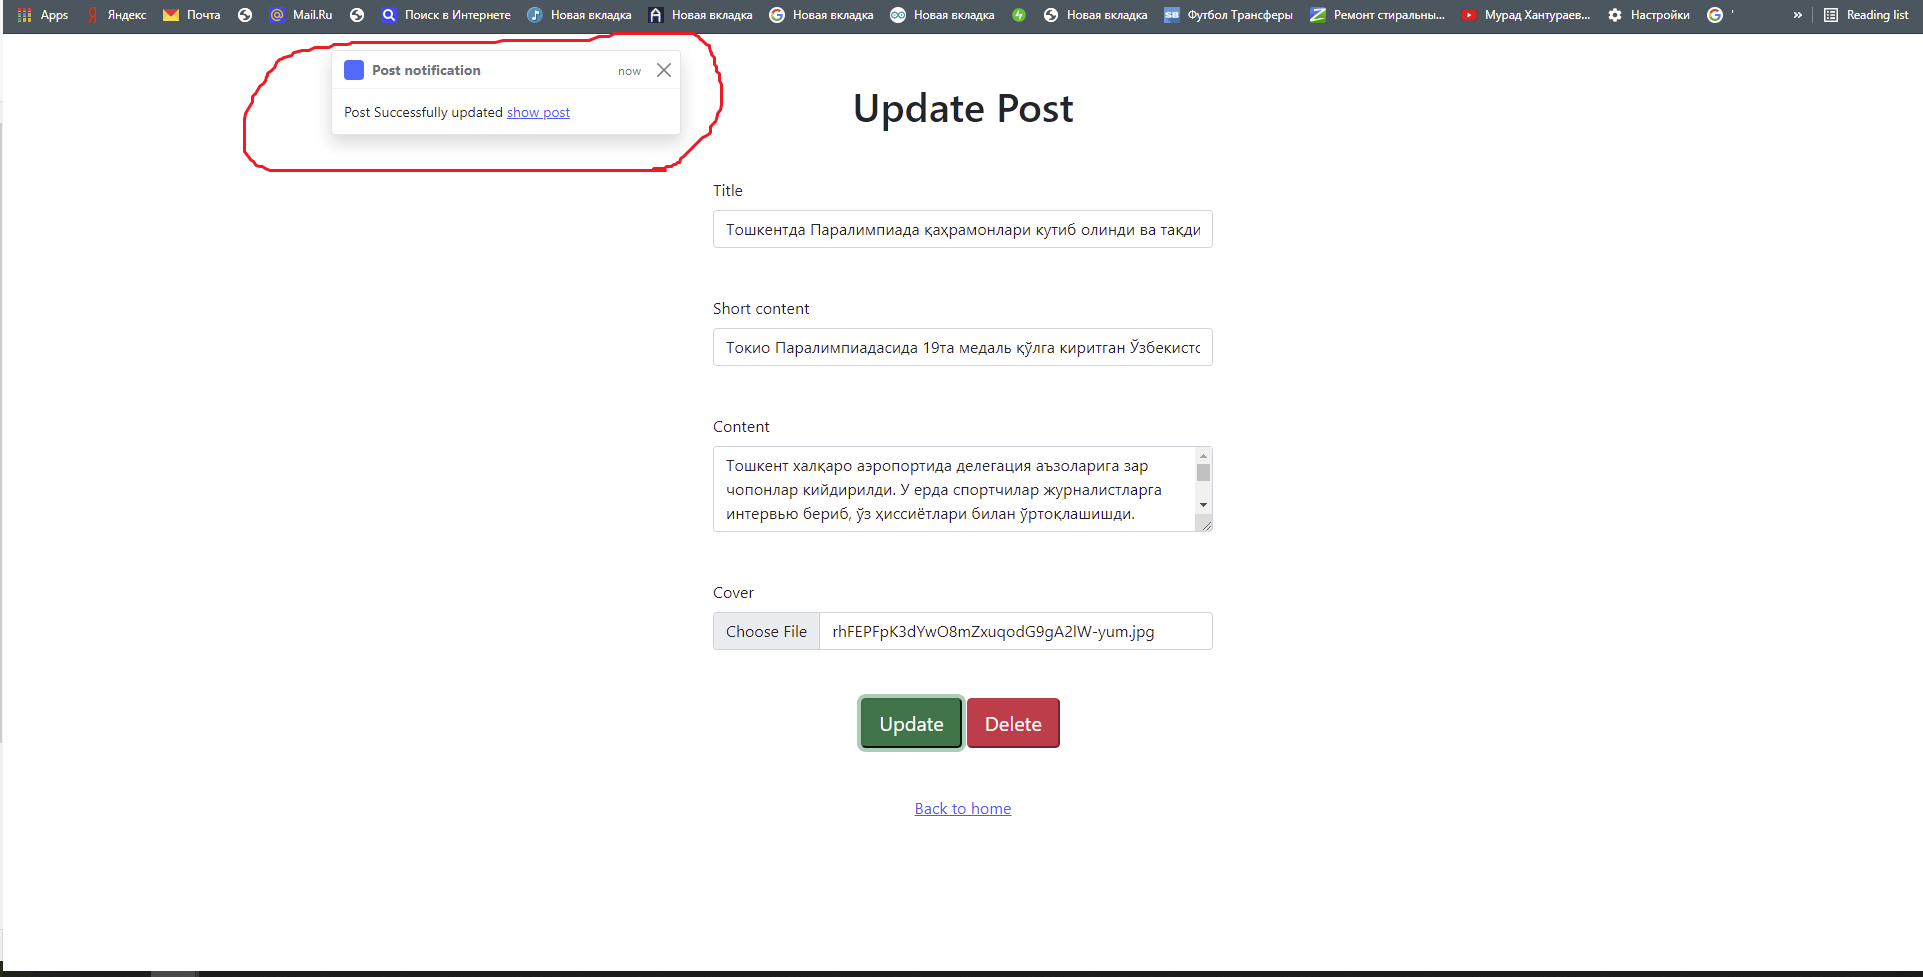 Apps Яндекс Почта Mail.Ru Поиск в Интернете Новая вкладка Новая вкладка Новая вкладка Новая вкладка Новая вкладка Футбол Трансферы Ремонт стиральны... Мурад Хантураев... Настройки ' » Reading list
Post notification now
Post Successfully updated show post
Update Post
Title
Тошкентда Паралимпиада қаҳрамонлари кутиб олинди ва тақди
Short content
Токио Паралимпиадасида 19та медаль қўлга киритган Ўзбекисто
Content
Тошкент халқаро аэропортида делегация аъзоларига зар
чопонлар кийдирилди. У ерда спортчилар журналистларга
интервью бериб, ўз ҳиссиётлари билан ўртоқлашишди.
Cover
Choose File rhFEPFpK3dYwO8mZxuqodG9gA2lW-yum.jpg
Update Delete
Back to home